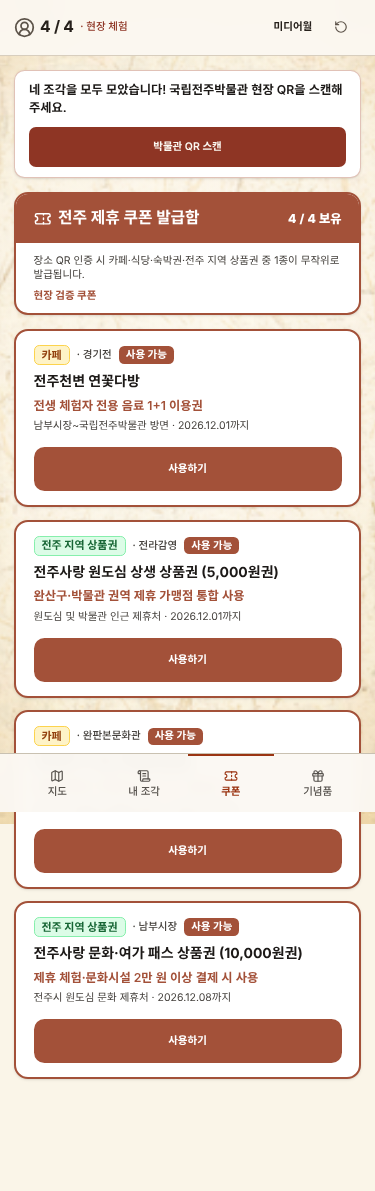 4 / 4 · 현장 체험
미디어월
네 조각을 모두 모았습니다! 국립전주박물관 현장 QR을 스캔해
주세요.
박물관 QR 스캔
전주 제휴 쿠폰 발급함
4 / 4 보유
장소 QR 인증 시 카페·식당·숙박권·전주 지역 상품권 중 1종이 무작위로
발급됩니다.
현장 검증 쿠폰
카페 · 경기전 사용 가능
전주천변 연꽃다방
전생 체험자 전용 음료 1+1 이용권
남부시장~국립전주박물관 방면 · 2026.12.01까지
사용하기
전주 지역 상품권 · 전라감영 사용 가능
전주사랑 원도심 상생 상품권 (5,000원권)
완산구·박물관 권역 제휴 가맹점 통합 사용
원도심 및 박물관 인근 제휴처 · 2026.12.01까지
사용하기
카페 · 완판본문화관 사용 가능
지도
내 조각
쿠폰
기념품
사용하기
전주 지역 상품권 · 남부시장 사용 가능
전주사랑 문화·여가 패스 상품권 (10,000원권)
제휴 체험·문화시설 2만 원 이상 결제 시 사용
전주시 원도심 문화 제휴처 · 2026.12.08까지
사용하기